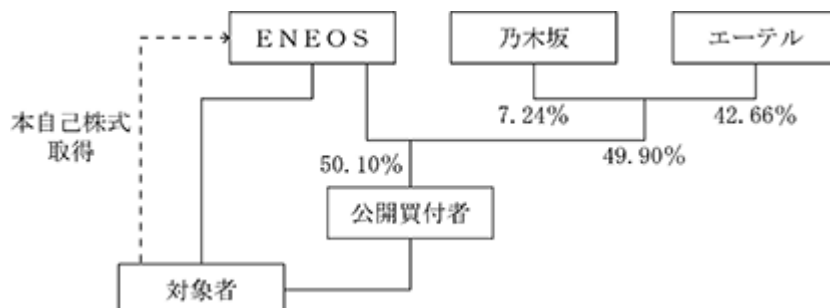 ENEOS
乃木坂
エーテル
本自己株式
取得
7.24%
42.66%
50.10%
49.90%
公開買付者
対象者